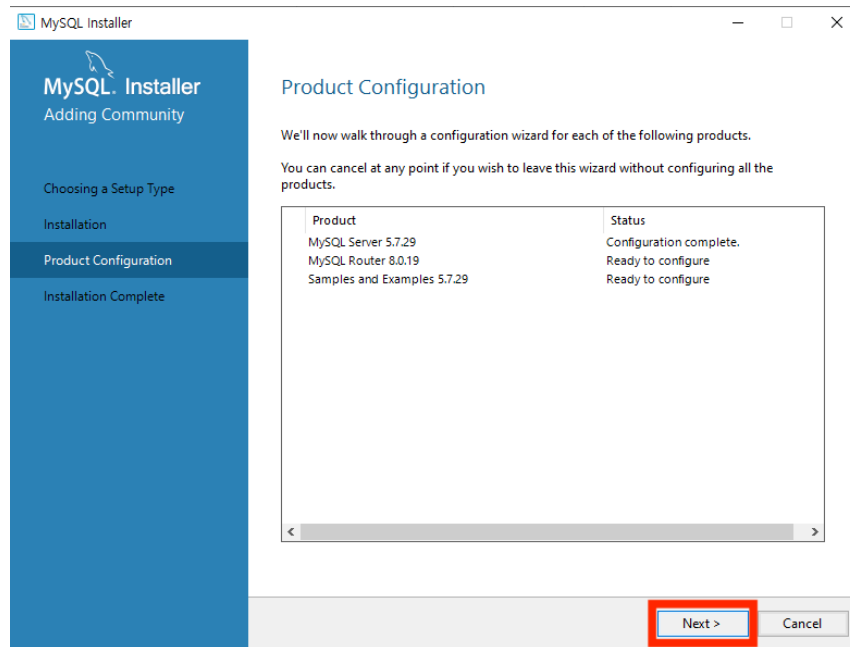 MySQL Installer
MySQL. Installer
Adding Community
Choosing a Setup Type
Installation
Product Configuration
Installation Complete
Product Configuration
We'll now walk through a configuration wizard for each of the following products.
You can cancel at any point if you wish to leave this wizard without configuring all the
products.
Product Status
MySQL Server 5.7.29 Configuration complete.
MySQL Router 8.0.19 Ready to configure
Samples and Examples 5.7.29 Ready to configure
Next > Cancel